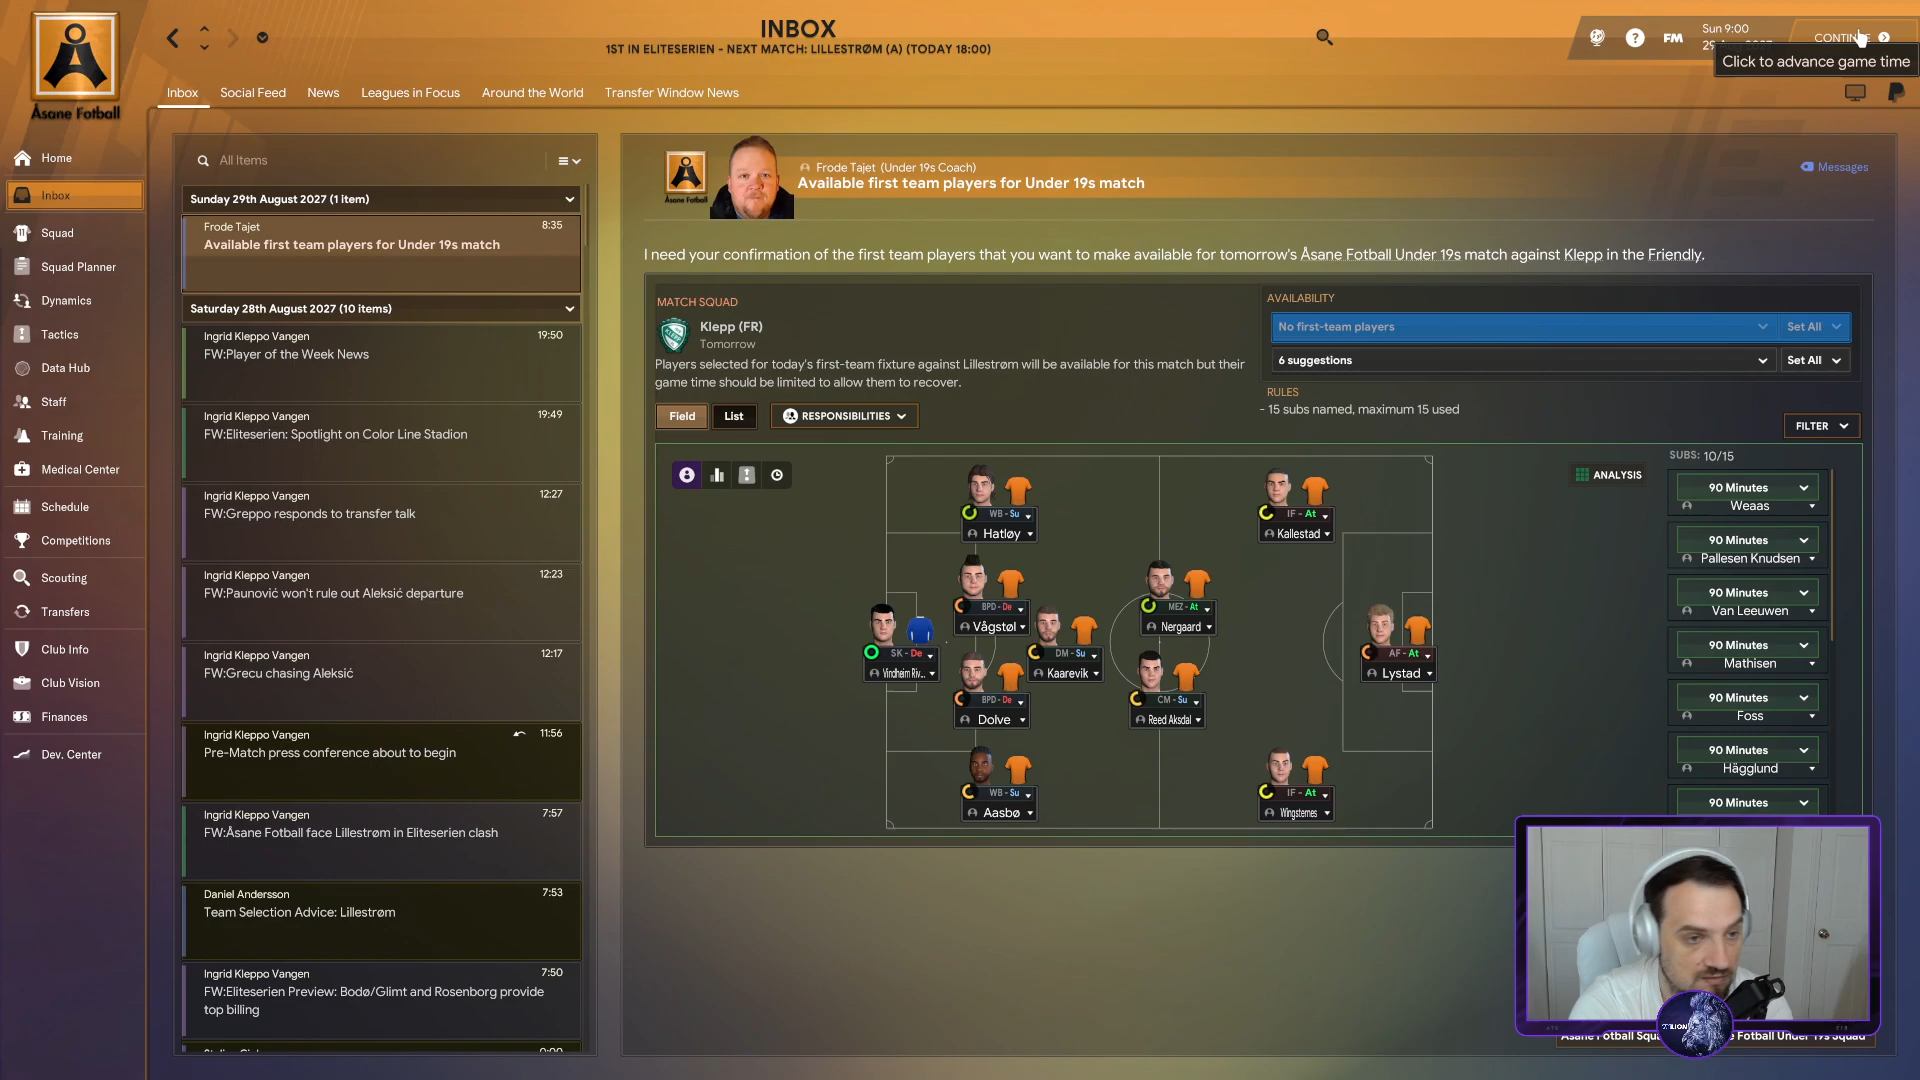 INBOX
1ST IN ELITESERIEN - NEXT MATCH: LILLESTRØM (A) (TODAY 18:00)
FM
Sun 9:00
Click to advance game time
Åsane Fotball
Inbox
Social Feed
News
Leagues in Focus
Around the World
Transfer Window News
Home
Inbox
Squad
Squad Planner
Dynamics
Tactics
Data Hub
Staff
Training
Medical Center
Schedule
Competitions
Scouting
Transfers
Club Info
Club Vision
Finances
Dev. Center
All Items
Sunday 29th August 2027 (1 item)
Frode Tajet 8:35
Available first team players for Under 19s match
Saturday 28th August 2027 (10 items)
Ingrid Kleppo Vangen 19:50
FW:Player of the Week News
Ingrid Kleppo Vangen 19:49
FW:Eliteserien: Spotlight on Color Line Stadion
Ingrid Kleppo Vangen 12:27
FW:Greppo responds to transfer talk
Ingrid Kleppo Vangen 12:23
FW:Paunović won't rule out Aleksić departure
Ingrid Kleppo Vangen 12:17
FW:Grecu chasing Aleksić
Ingrid Kleppo Vangen 11:56
Pre-Match press conference about to begin
Ingrid Kleppo Vangen 7:57
FW:Åsane Fotball face Lillestrøm in Eliteserien clash
Daniel Andersson 7:53
Team Selection Advice: Lillestrøm
Ingrid Kleppo Vangen 7:50
FW:Eliteserien Preview: Bodø/Glimt and Rosenborg provide
top billing
Åsane Fotball
Frode Tajet (Under 19s Coach)
Available first team players for Under 19s match
Messages
I need your confirmation of the first team players that you want to make available for tomorrow's Åsane Fotball Under 19s match against Klepp in the Friendly.
MATCH SQUAD
Klepp (FR)
Tomorrow
Players selected for today's first-team fixture against Lillestrøm will be available for this match but their
game time should be limited to allow them to recover.
AVAILABILITY
No first-team players Set All
6 suggestions Set All
RULES
- 15 subs named, maximum 15 used
Field
List
RESPONSIBILITIES
FILTER
ANALYSIS
SUBS: 10/15
WB - Su
Hatløy
IF - At
Kallestad
BPD - De
Vågstøl
MEZ - At
Nergaard
SK - De
Vindheim Riv...
DM - Su
Kaarevik
AF - At
Lystad
BPD - De
Dolve
CM - Su
Reed Aksdal
WB - Su
Aasbø
IF - At
Wingsternes
90 Minutes
Weaas
90 Minutes
Pallesen Knudsen
90 Minutes
Van Leeuwen
90 Minutes
Mathisen
90 Minutes
Foss
90 Minutes
Hägglund
90 Minutes